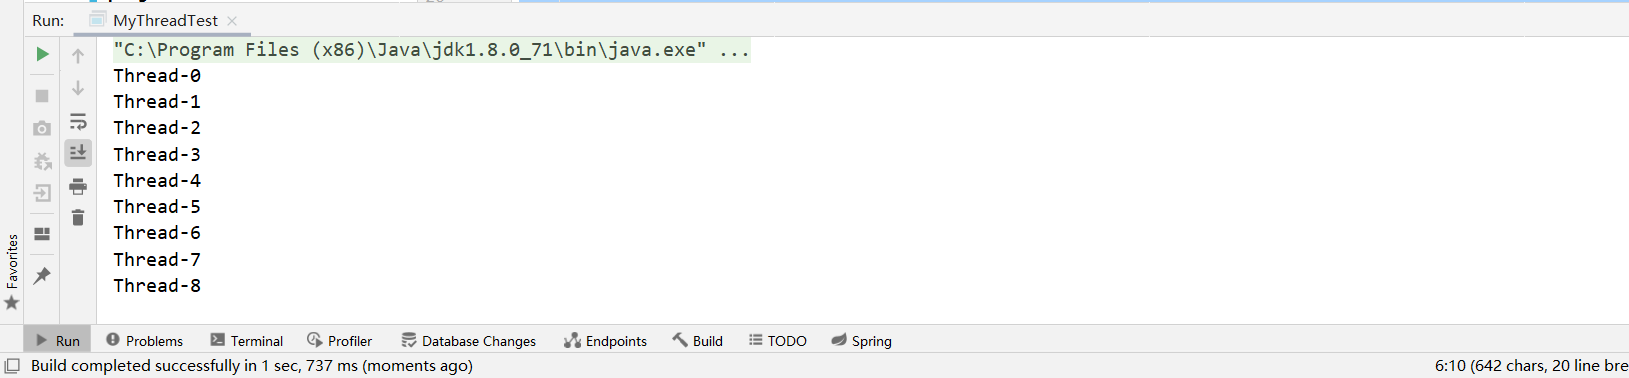 Run: MyThreadTest
"C:\Program Files (x86)\Java\jdk1.8.0_71\bin\java.exe" ...
Thread-0
Thread-1
Thread-2
Thread-3
Thread-4
Thread-5
Thread-6
Thread-7
Thread-8
Favorites
Run Problems Terminal Profiler Database Changes Endpoints Build TODO Spring
Build completed successfully in 1 sec, 737 ms (moments ago) 6:10 (642 chars, 20 line bre